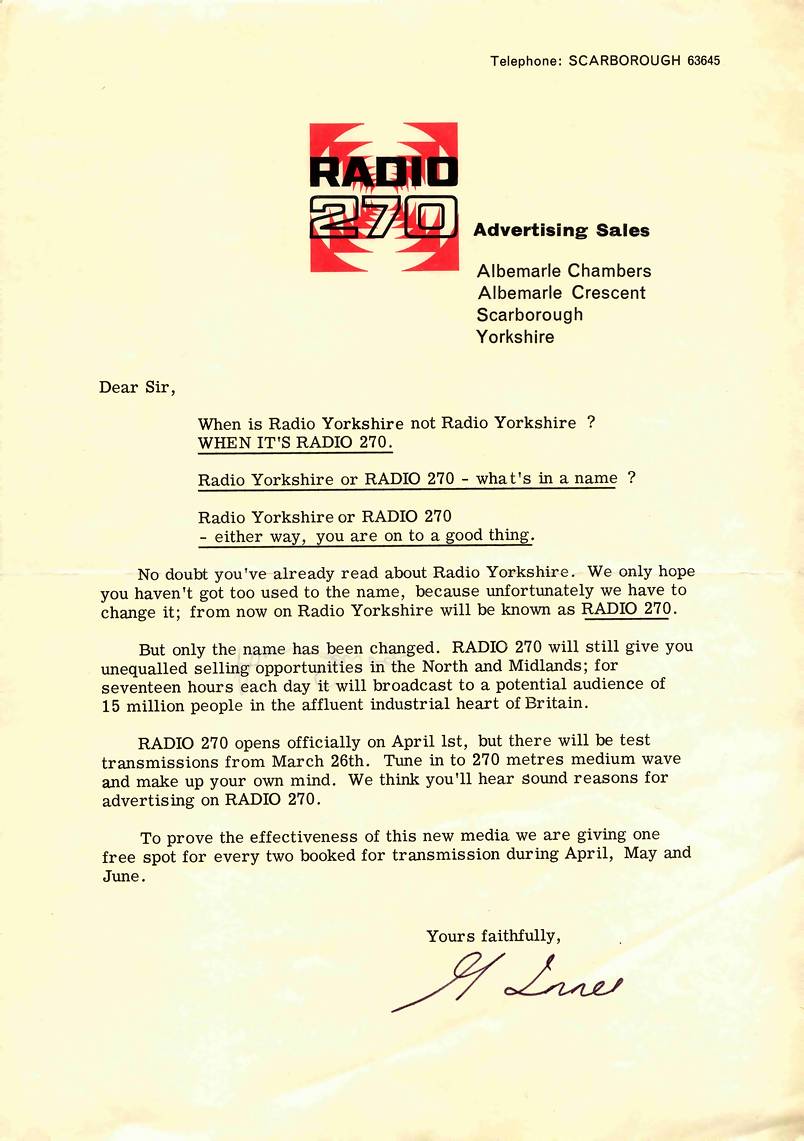 Telephone: SCARBOROUGH 63645
RADIO
270
Advertising Sales
Albemarle Chambers
Albemarle Crescent
Scarborough
Yorkshire
Dear Sir,
When is Radio Yorkshire not Radio Yorkshire ?
WHEN IT'S RADIO 270.
Radio Yorkshire or RADIO 270 - what's in a name ?
Radio Yorkshire or RADIO 270
- either way, you are on to a good thing.
No doubt you've already read about Radio Yorkshire. We only hope
you haven't got too used to the name, because unfortunately we have to
change it; from now on Radio Yorkshire will be known as RADIO 270.
But only the name has been changed. RADIO 270 will still give you
unequalled selling opportunities in the North and Midlands; for
seventeen hours each day it will broadcast to a potential audience of
15 million people in the affluent industrial heart of Britain.
RADIO 270 opens officially on April 1st, but there will be test
transmissions from March 26th. Tune in to 270 metres medium wave
and make up your own mind. We think you'll hear sound reasons for
advertising on RADIO 270.
To prove the effectiveness of this new media we are giving one
free spot for every two booked for transmission during April, May and
June.
Yours faithfully,